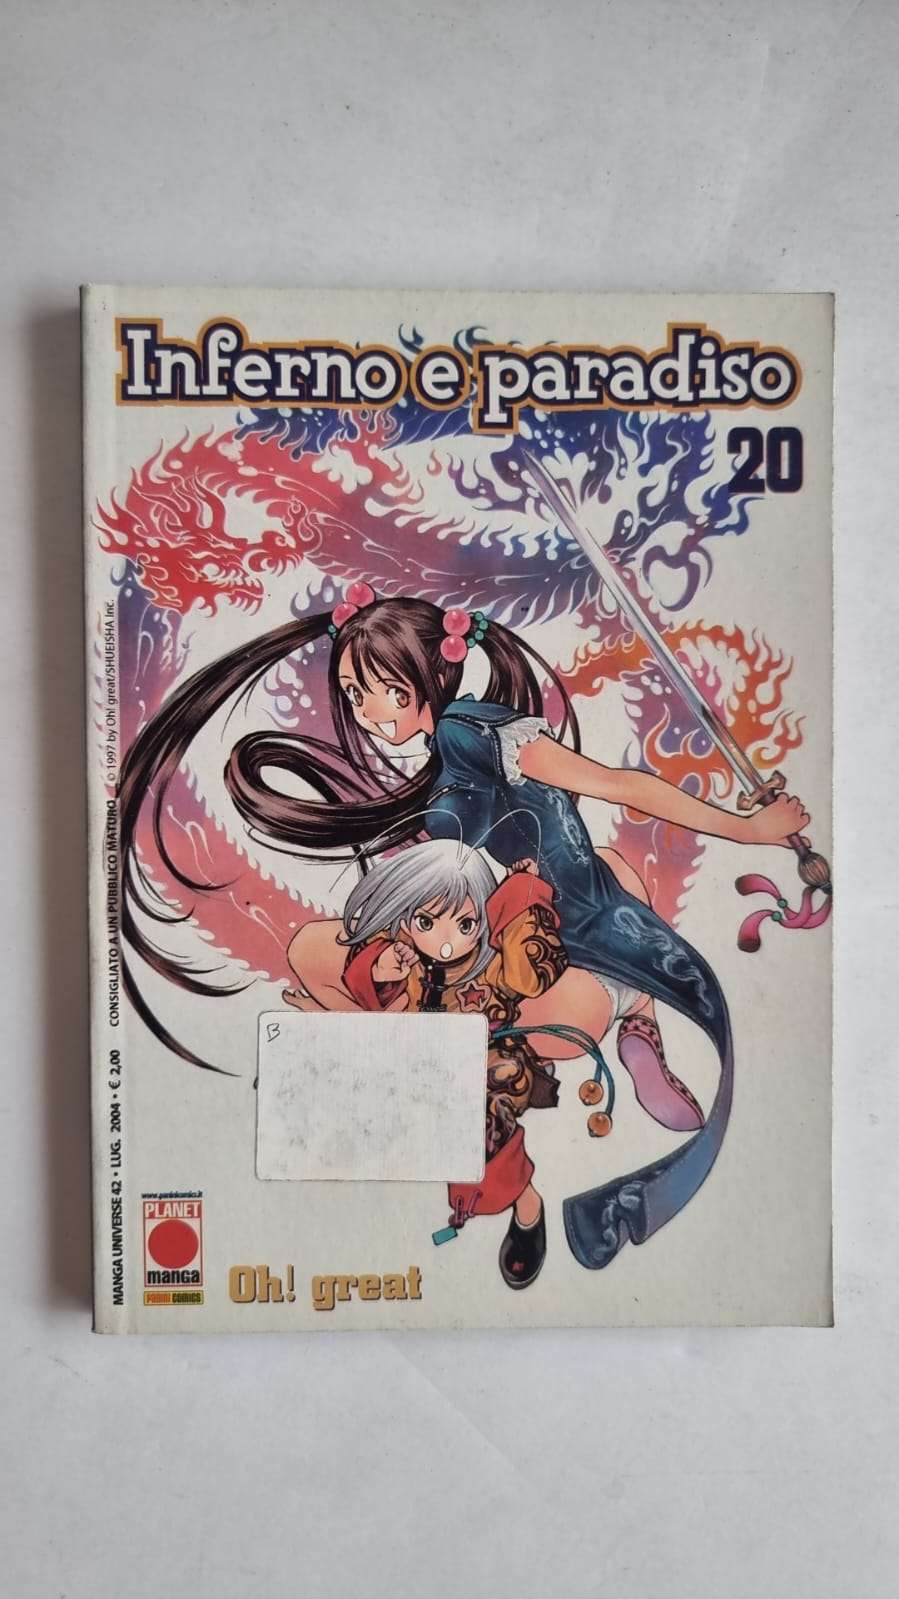 Inferno e paradiso
20
MANGA UNIVERSE 42 • LUG. 2004 • € 2,00 CONSIGLIATO A UN PUBBLICO MATURO © 1997 by Oh! great/SHUEISHA Inc.
B
www.paninicomics.it
PLANET
manga
PANINI COMICS
Oh! great